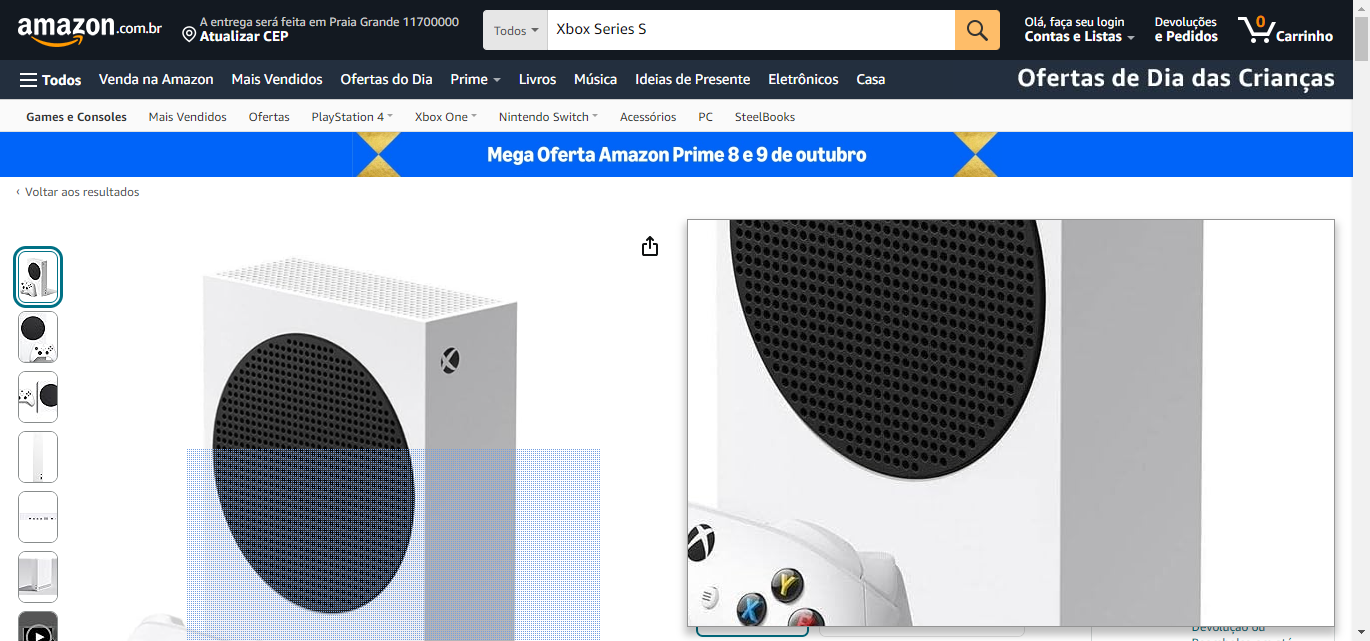 amazon.com.br
A entrega será feita em Praia Grande 11700000
Atualizar CEP
Todos
Xbox Series S
Olá, faça seu login
Contas e Listas
Devoluções
e Pedidos
0
Carrinho
Todos
Venda na Amazon
Mais Vendidos
Ofertas do Dia
Prime
Livros
Música
Ideias de Presente
Eletrônicos
Casa
Ofertas de Dia das Crianças
Games e Consoles
Mais Vendidos
Ofertas
PlayStation 4
Xbox One
Nintendo Switch
Acessórios
PC
SteelBooks
Mega Oferta Amazon Prime 8 e 9 de outubro
‹ Voltar aos resultados
Y
X
B
Devolução ou